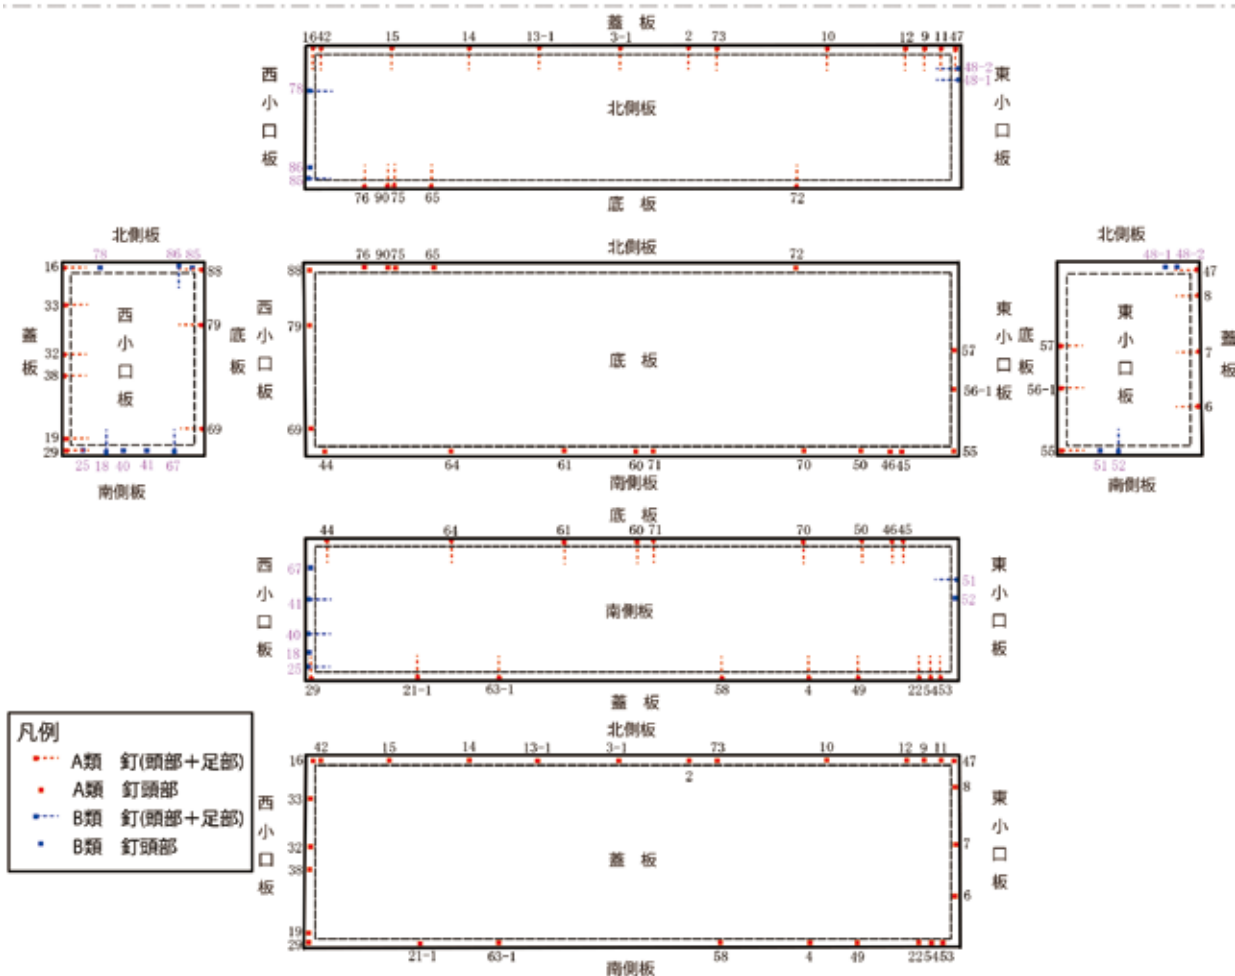 蓋 板
16 42 15 14 13-1 3-1 2 73 10 12 9 11 47
西小口板
78
86
85
北側板
48-2
48-1
東小口板
76 90 75 65 72
底 板
北側板
78 86 85
16
33
32
38
19
29
蓋板
西小口板
88
79
69
底板
25 18 40 41 67
南側板
北側板
76 90 75 65 72
西小口板
88
79
69
底 板
57
56-1
55
東小口板
44 64 61 60 71 70 50 46 45
南側板
北側板
48-1 48-2
底板
57
56-1
55
東小口板
47
8
7
6
蓋板
51 52
南側板
底 板
44 64 61 60 71 70 50 46 45
西小口板
67
41
40
18
25
南側板
51
52
東小口板
29 21-1 63-1 58 4 49 22 54 53
蓋 板
凡例
A類 釘(頭部+足部)
A類 釘頭部
B類 釘(頭部+足部)
B類 釘頭部
北側板
16 42 15 14 13-1 3-1 73 10 12 9 11 47
2
西小口板
33
32
38
19
29
蓋 板
8
7
6
東小口板
21-1 63-1 58 4 49 22 54 53
南側板